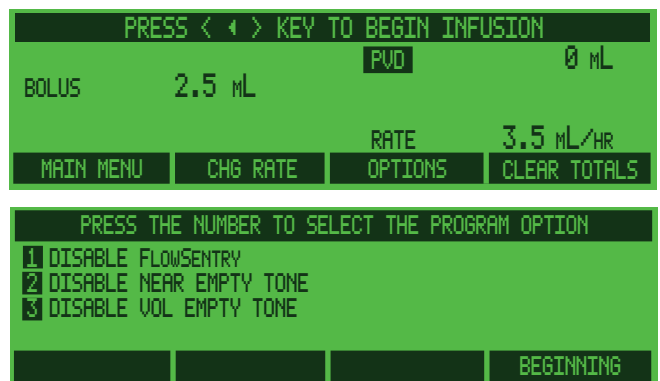 PRESS < ◀ > KEY TO BEGIN INFUSION
PVD 0 mL
BOLUS 2.5 mL
RATE 3.5 mL/HR
MAIN MENU CHG RATE OPTIONS CLEAR TOTALS
PRESS THE NUMBER TO SELECT THE PROGRAM OPTION
1 DISABLE FLOWSENTRY
2 DISABLE NEAR EMPTY TONE
3 DISABLE VOL EMPTY TONE
BEGINNING